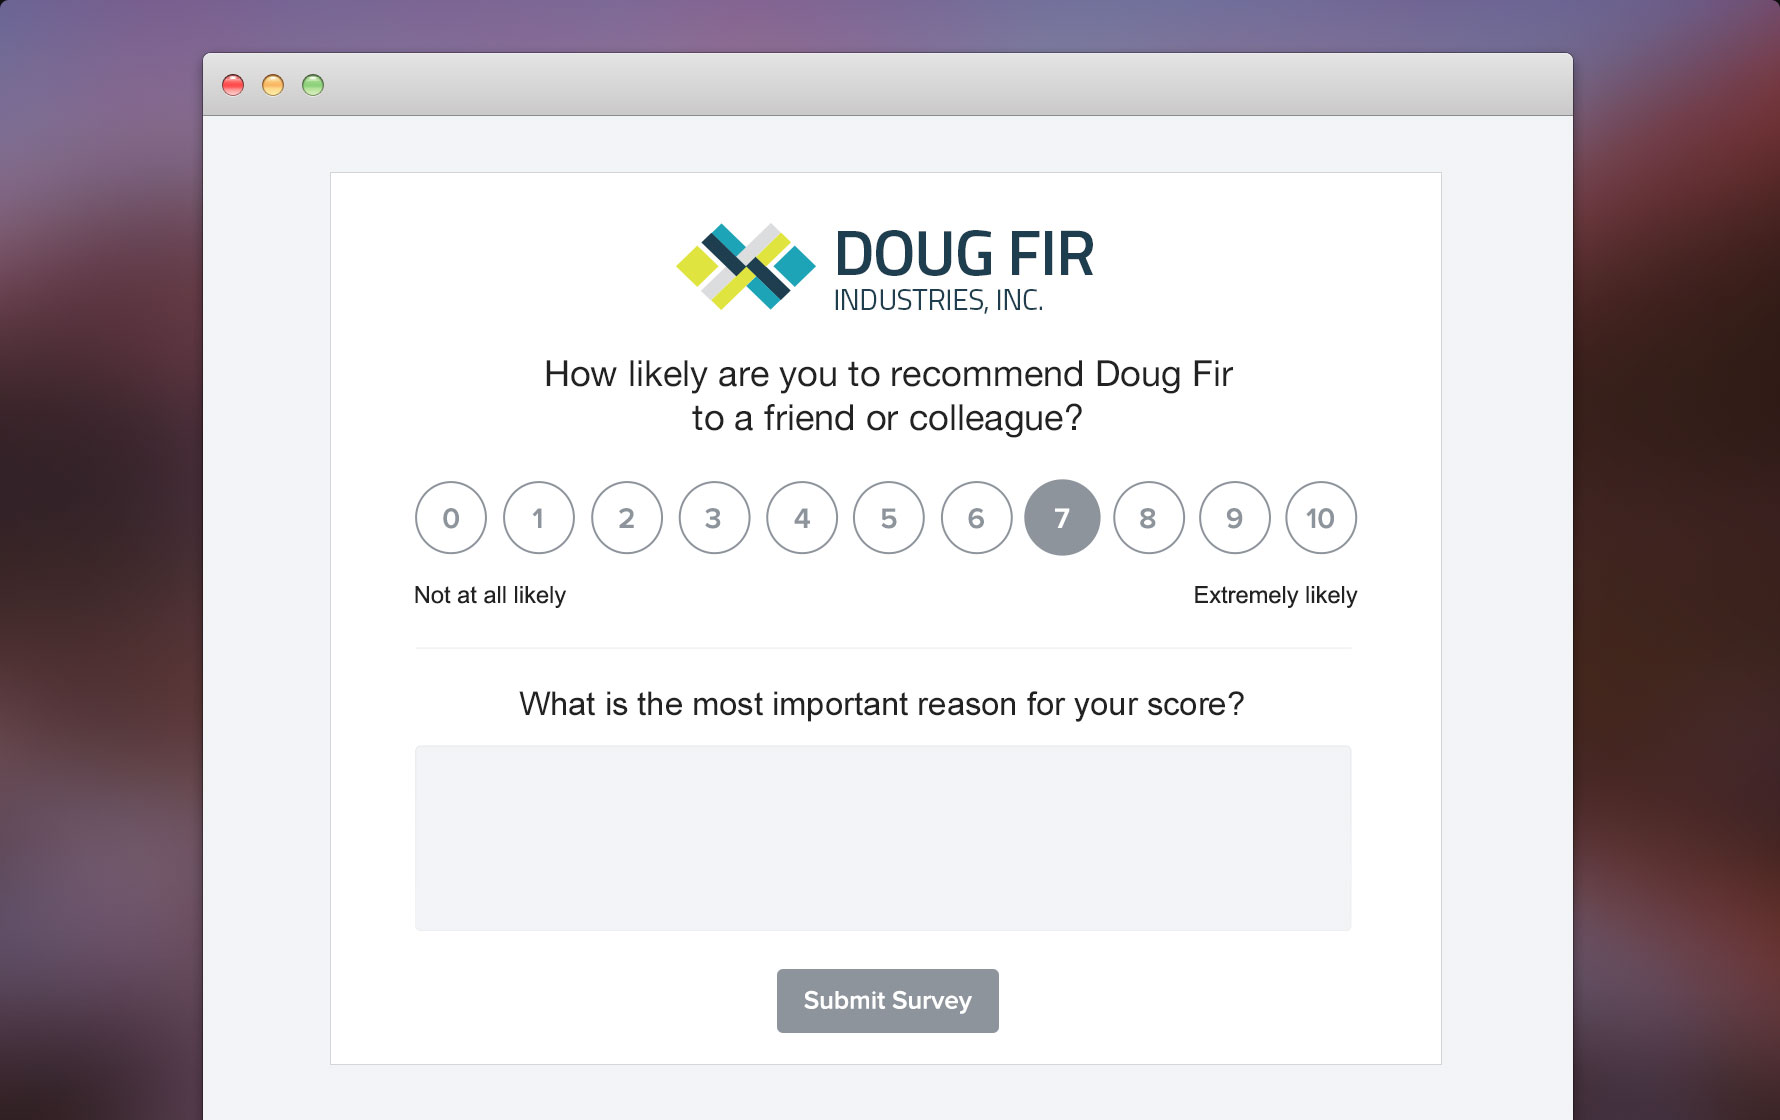 DOUG FIR
INDUSTRIES, INC.
How likely are you to recommend Doug Fir
to a friend or colleague?
0 1 2 3 4 5 6 7 8 9 10
Not at all likely Extremely likely
What is the most important reason for your score?
Submit Survey